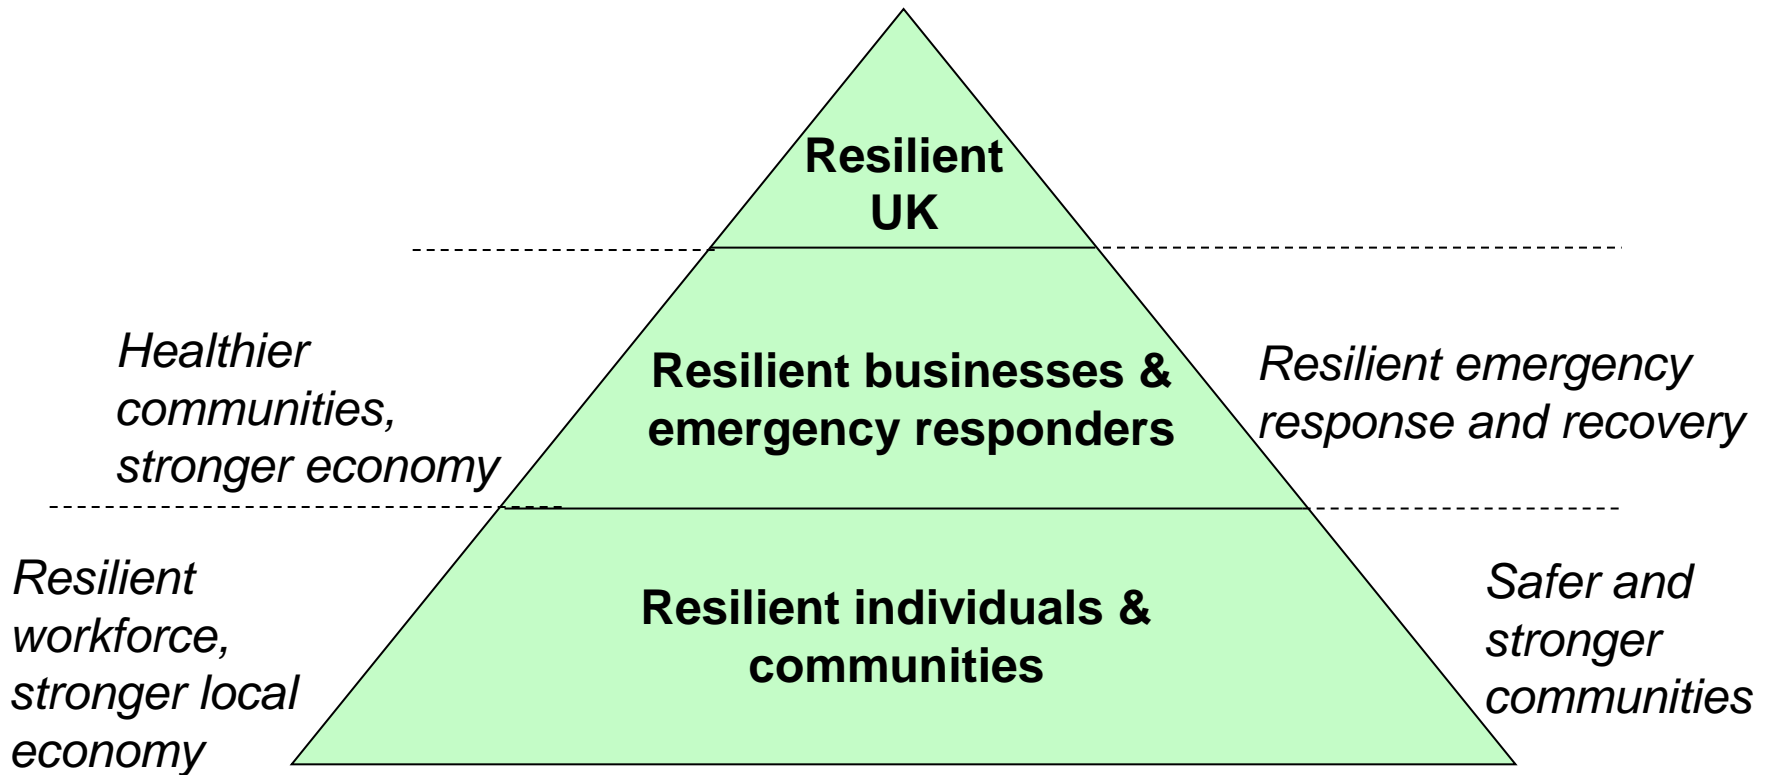 Resilient
UK
Healthier
communities,
stronger economy
Resilient businesses &
emergency responders
Resilient emergency
response and recovery
Resilient
workforce,
stronger local
economy
Resilient individuals &
communities
Safer and
stronger
communities